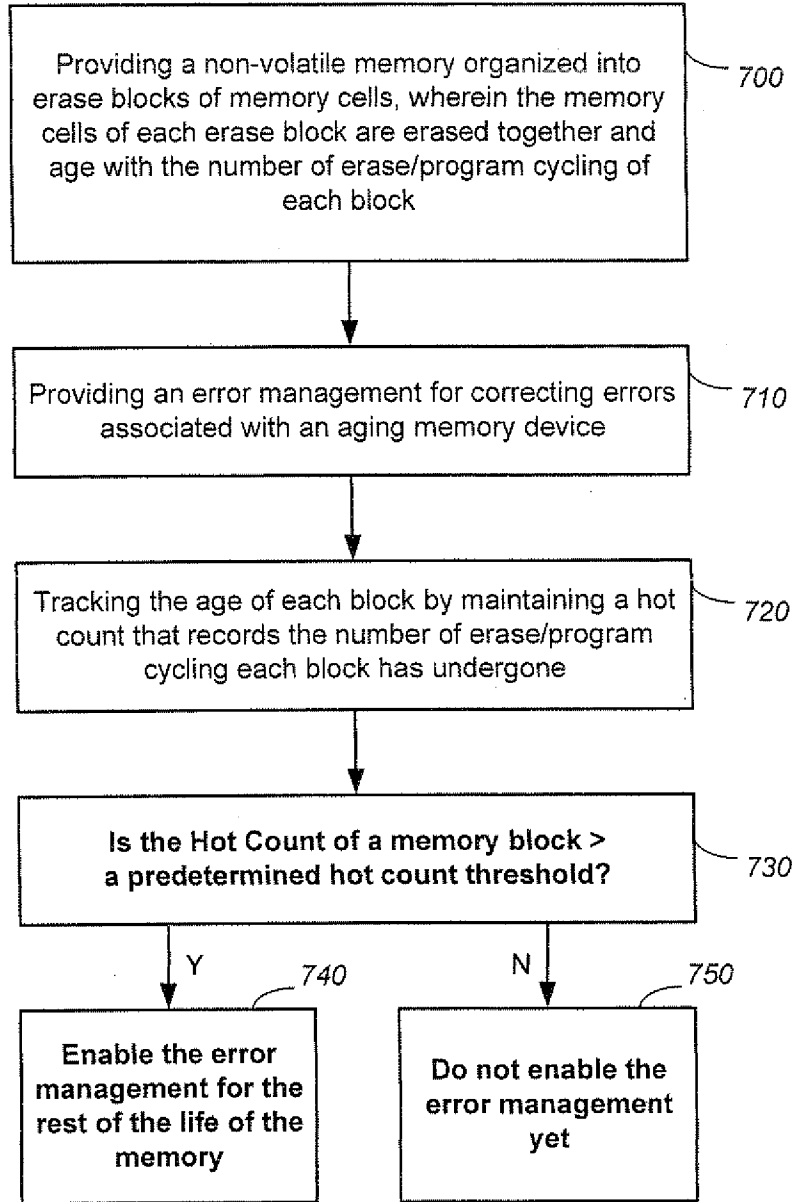 Providing a non-volatile memory organized into
erase blocks of memory cells, wherein the memory
cells of each erase block are erased together and
age with the number of erase/program cycling of
each block
700
Providing an error management for correcting errors
associated with an aging memory device
710
Tracking the age of each block by maintaining a hot
count that records the number of erase/program
cycling each block has undergone
720
Is the Hot Count of a memory block >
a predetermined hot count threshold?
730
Y
N
740
750
Enable the error
management for the
rest of the life of the
memory
Do not enable the
error management
yet